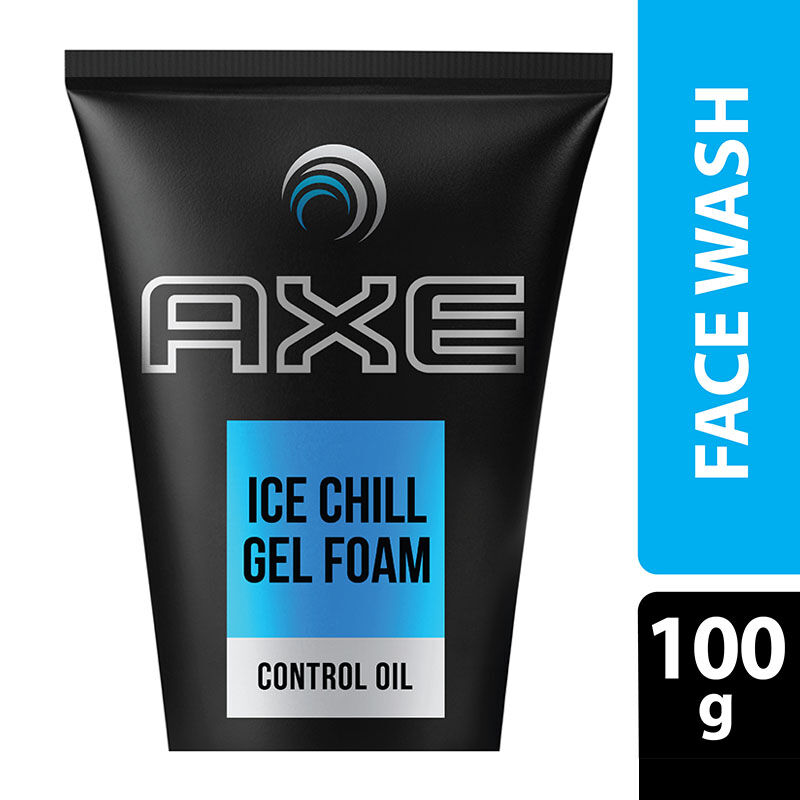 AXE
ICE CHILL
GEL FOAM
CONTROL OIL
FACE WASH
100
g